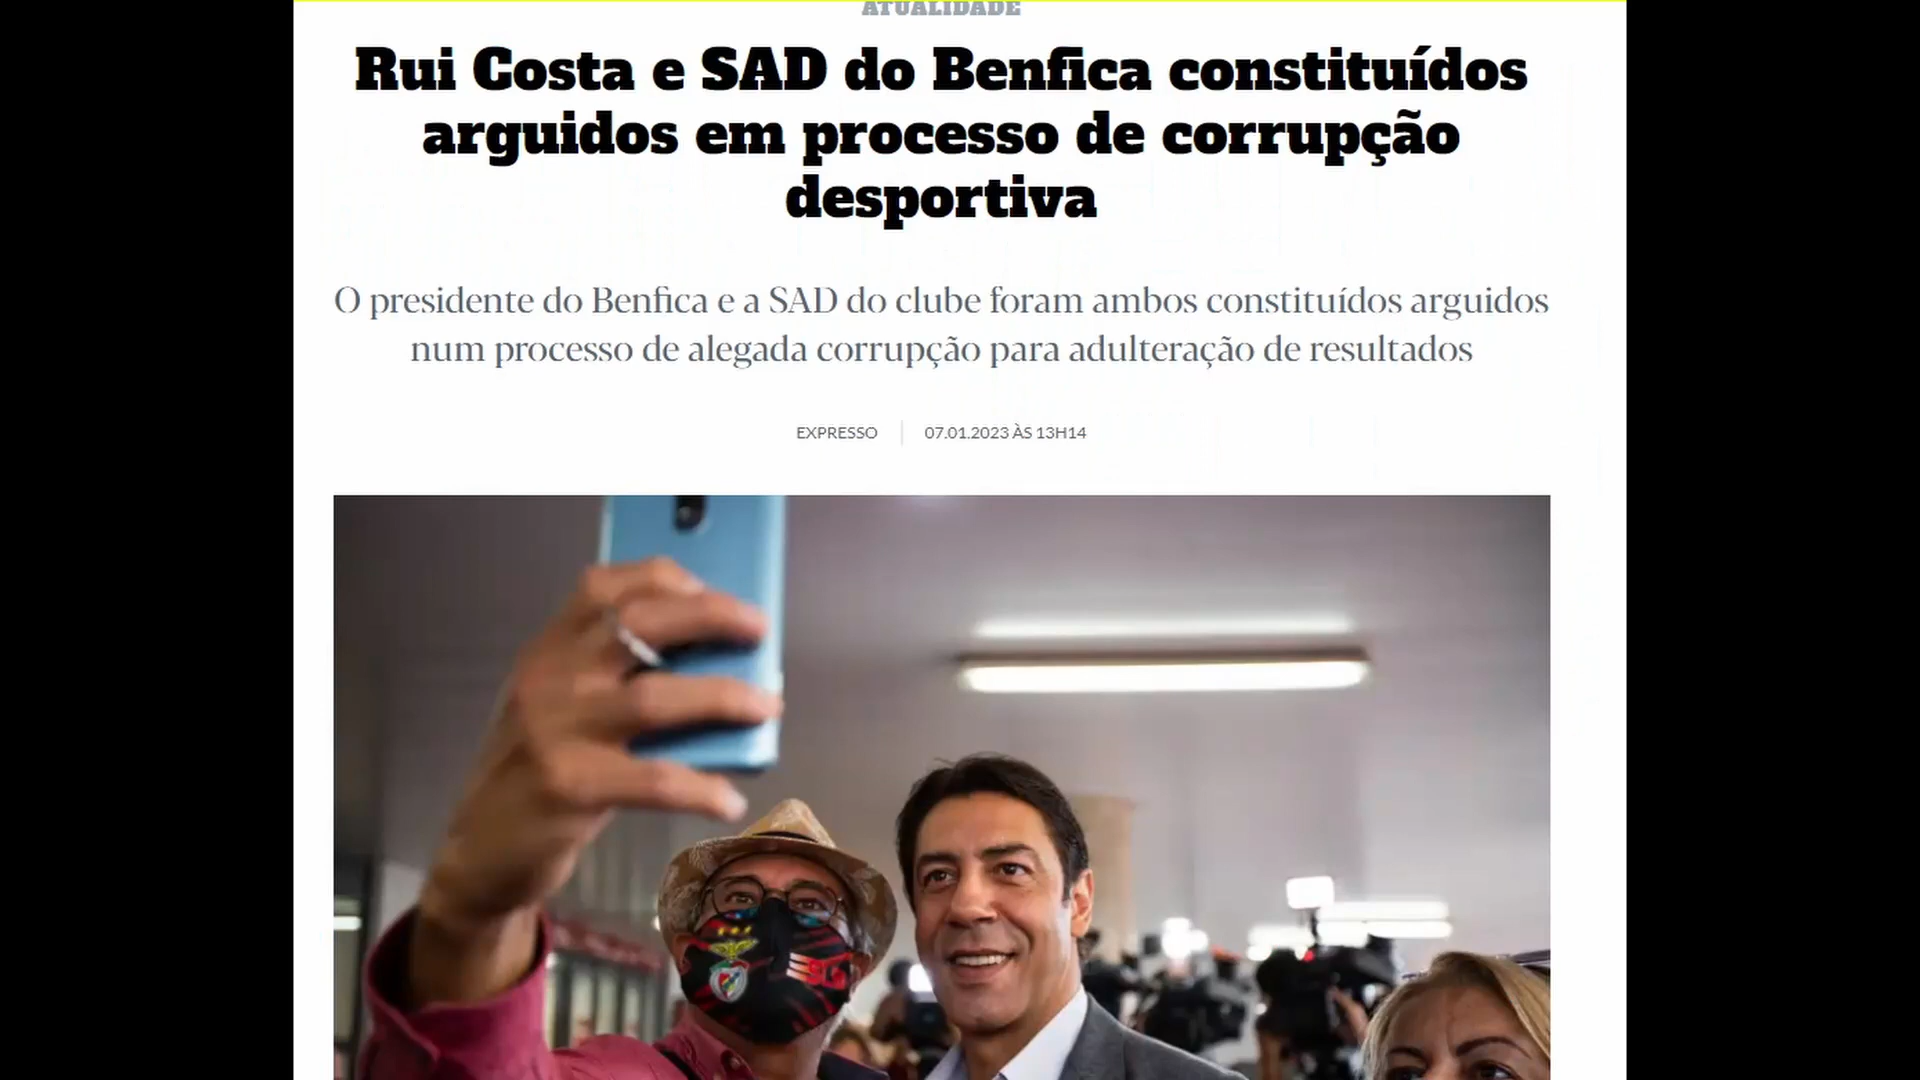 ATUALIDADE
Rui Costa e SAD do Benfica constituídos
arguidos em processo de corrupção
desportiva
O presidente do Benfica e a SAD do clube foram ambos constituídos arguidos
num processo de alegada corrupção para adulteração de resultados
EXPRESSO
07.01.2023 ÀS 13H14